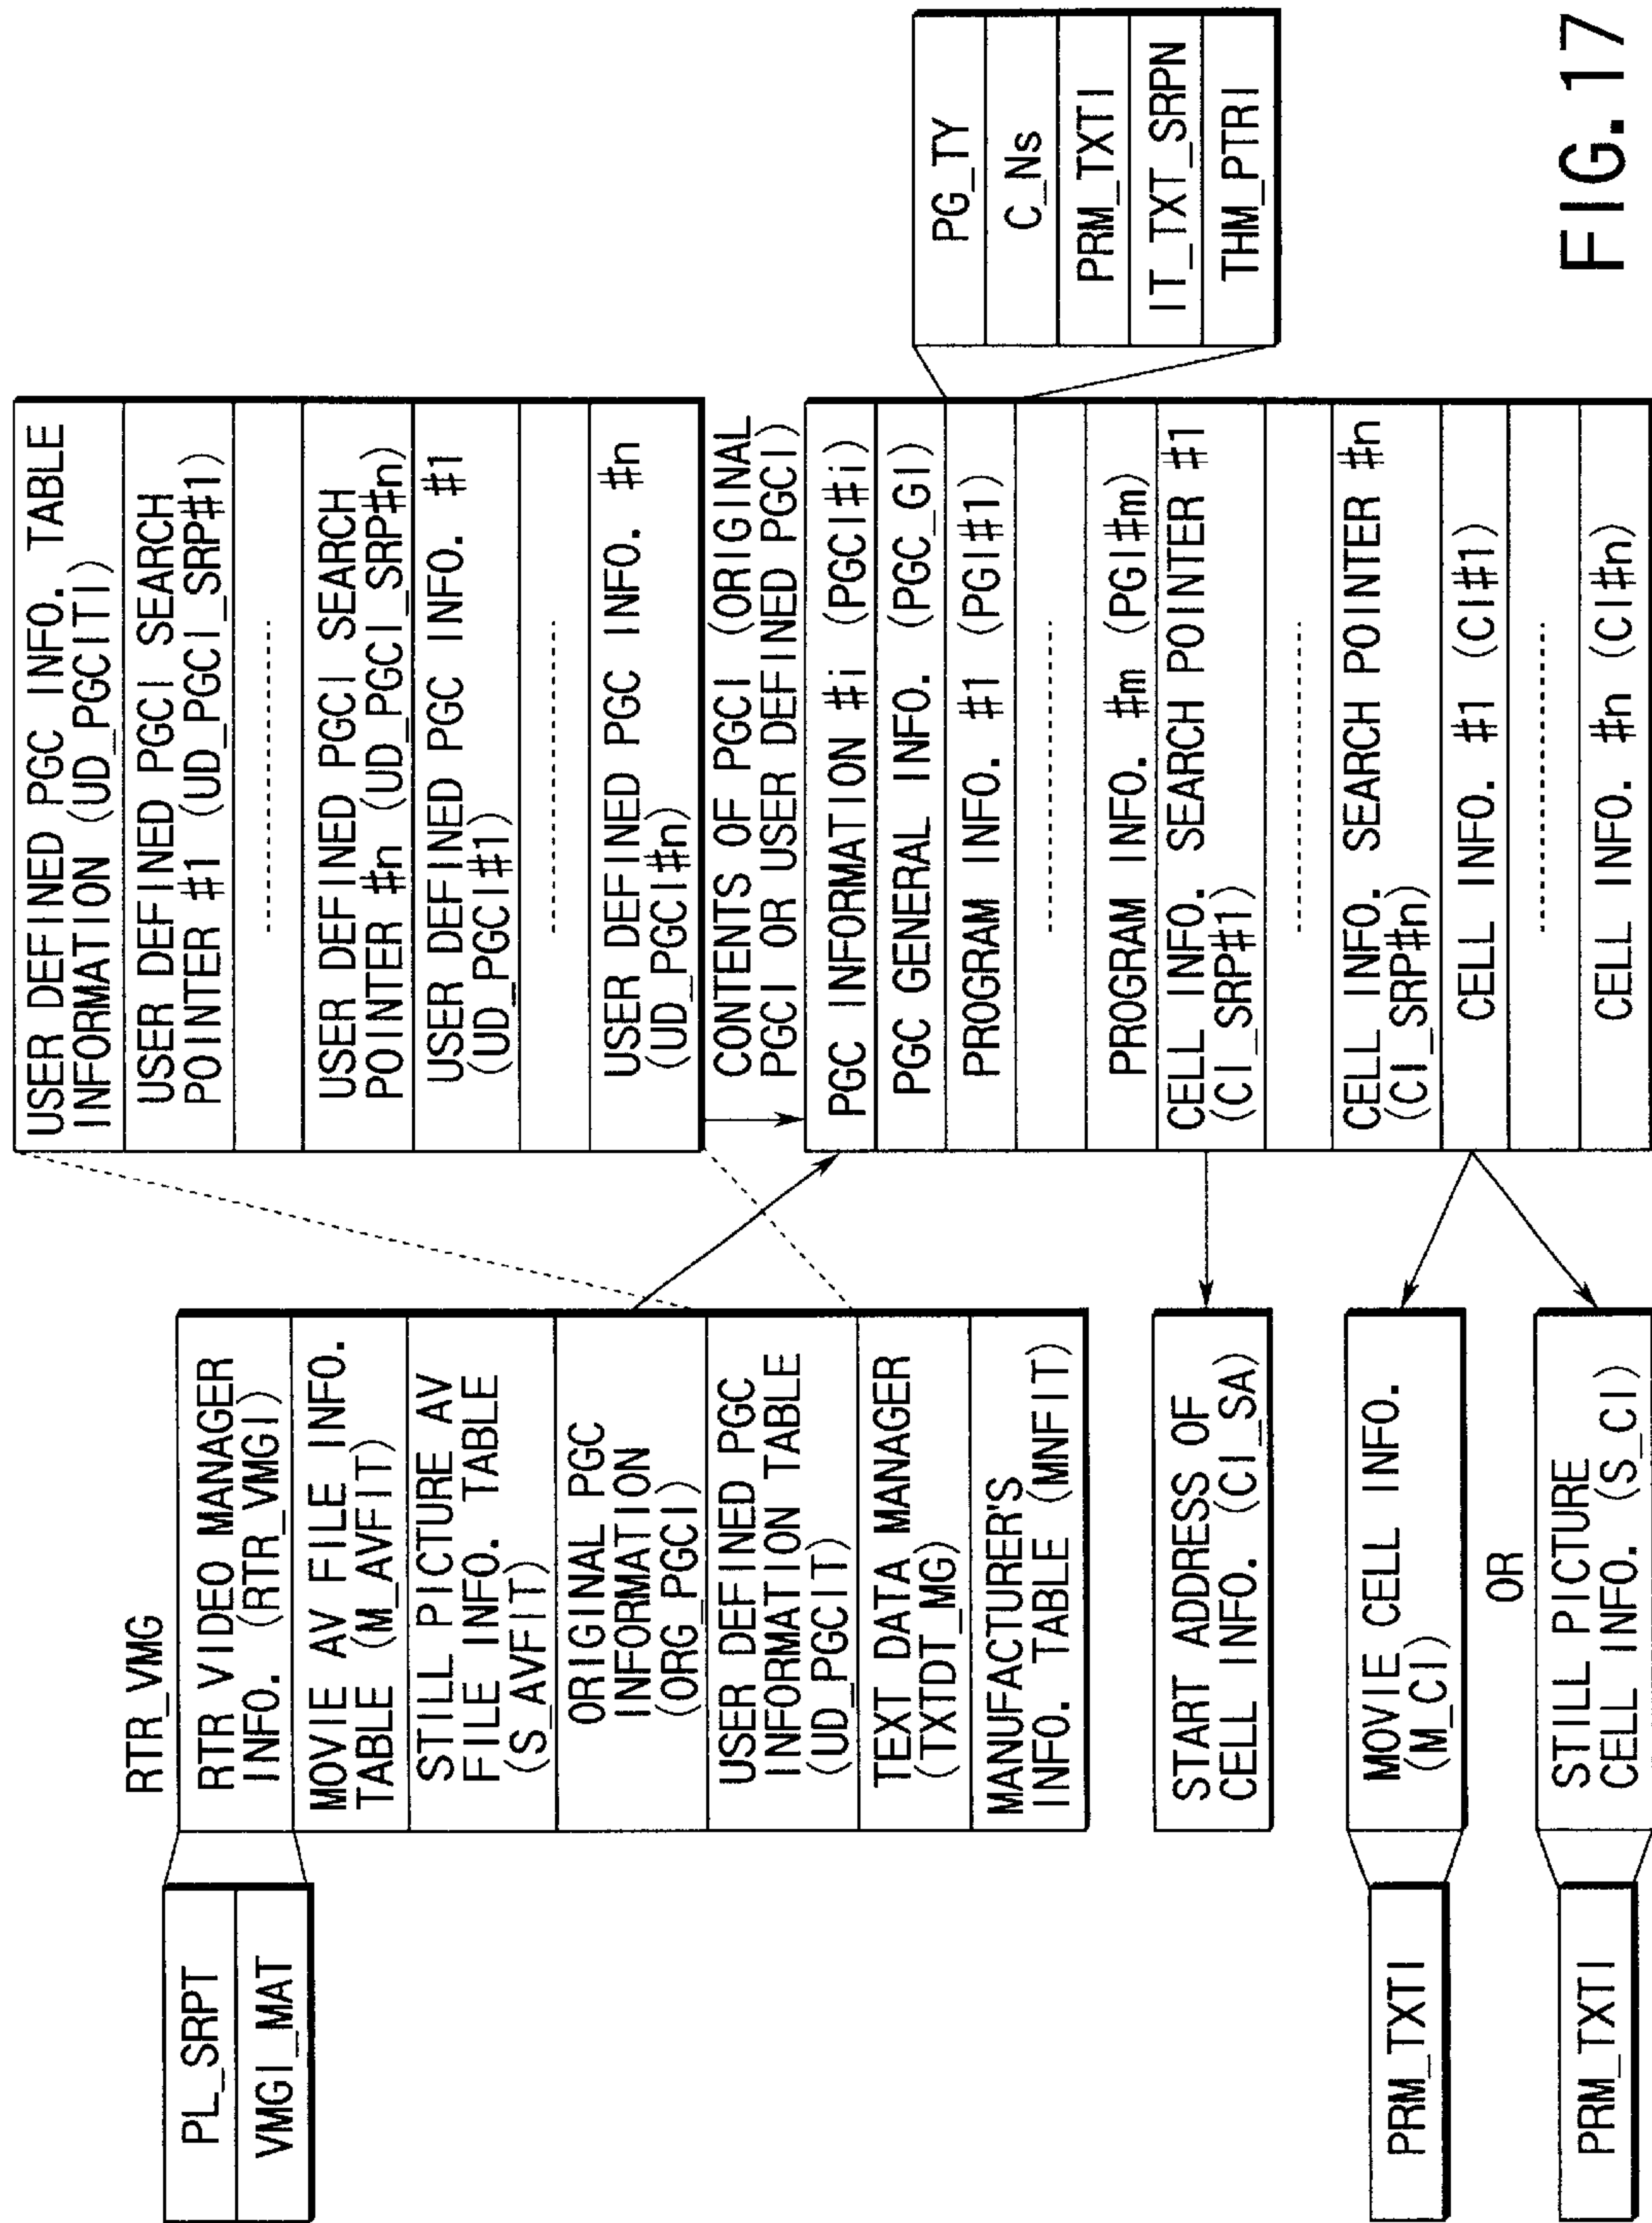 RTR_VMG
PL_SRPT
VMGI_MAT
RTR VIDEO MANAGER
INFO. (RTR_VMGI)
MOVIE AV FILE INFO.
TABLE (M_AVFIT)
STILL PICTURE AV
FILE INFO. TABLE
(S_AVFIT)
ORIGINAL PGC
INFORMATION
(ORG_PGCI)
USER DEFINED PGC
INFORMATION TABLE
(UD_PGCIT)
TEXT DATA MANAGER
(TXTDT_MG)
MANUFACTURER'S
INFO. TABLE (MNFIT)
START ADDRESS OF
CELL INFO. (CI_SA)
MOVIE CELL INFO.
(M_CI)
PRM_TXTI
OR
STILL PICTURE
CELL INFO. (S_CI)
PRM_TXTI
USER DEFINED PGC INFO. TABLE
INFORMATION (UD_PGCITI)
USER DEFINED PGCI SEARCH
POINTER #1 (UD_PGCI_SRP#1)
USER DEFINED PGCI SEARCH
POINTER #n (UD_PGCI_SRP#n)
USER DEFINED PGC INFO. #1
(UD_PGCI#1)
USER DEFINED PGC INFO. #n
(UD_PGCI#n)
CONTENTS OF PGCI (ORIGINAL
PGCI OR USER DEFINED PGCI)
PGC INFORMATION #i (PGCI#i)
PGC GENERAL INFO. (PGC_GI)
PROGRAM INFO. #1 (PGI#1)
PROGRAM INFO. #m (PGI#m)
CELL INFO. SEARCH POINTER #1
(CI_SRP#1)
CELL INFO. SEARCH POINTER #n
(CI_SRP#n)
CELL INFO. #1 (CI#1)
CELL INFO. #n (CI#n)
PG_TY
C_Ns
PRM_TXTI
IT_TXT_SRPN
THM_PTRI
FIG. 17